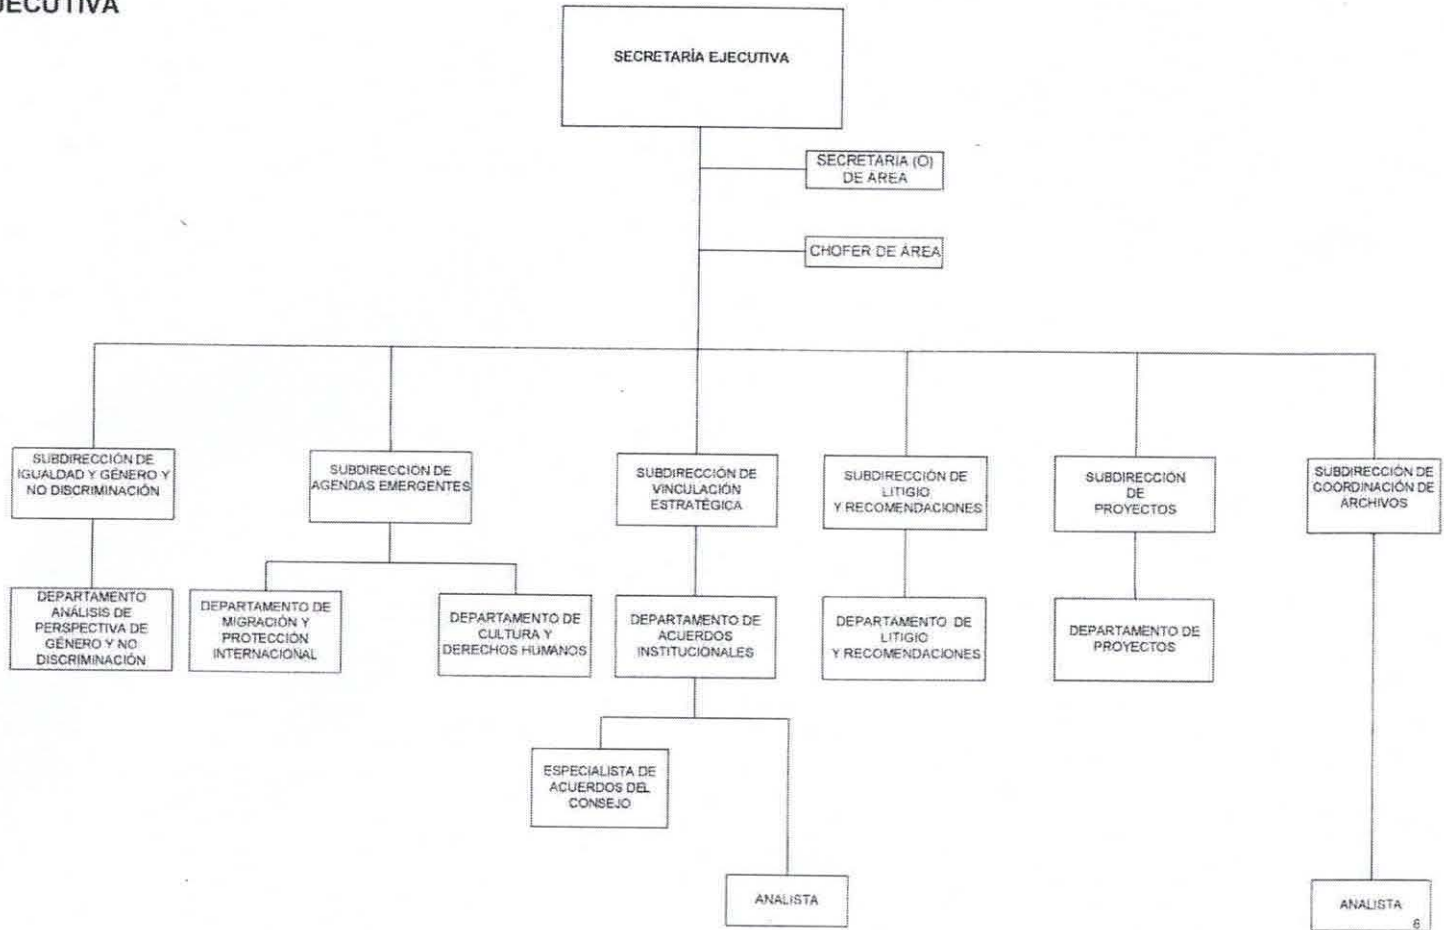 JECUTIVA
SECRETARÍA EJECUTIVA
SECRETARIA (O)
DE ÁREA
CHOFER DE ÁREA
SUBDIRECCIÓN DE
IGUALDAD Y GÉNERO Y
NO DISCRIMINACIÓN
SUBDIRECCIÓN DE
AGENDAS EMERGENTES
SUBDIRECCIÓN DE
VINCULACIÓN
ESTRATÉGICA
SUBDIRECCIÓN DE
LITIGIO
Y RECOMENDACIONES
SUBDIRECCIÓN
DE
PROYECTOS
SUBDIRECCIÓN DE
COORDINACIÓN DE
ARCHIVOS
DEPARTAMENTO
ANÁLISIS DE
PERSPECTIVA DE
GÉNERO Y NO
DISCRIMINACIÓN
DEPARTAMENTO DE
MIGRACIÓN Y
PROTECCIÓN
INTERNACIONAL
DEPARTAMENTO DE
CULTURA Y
DERECHOS HUMANOS
DEPARTAMENTO DE
ACUERDOS
INSTITUCIONALES
DEPARTAMENTO DE
LITIGIO
Y RECOMENDACIONES
DEPARTAMENTO DE
PROYECTOS
ESPECIALISTA DE
ACUERDOS DEL
CONSEJO
ANALISTA
ANALISTA
6